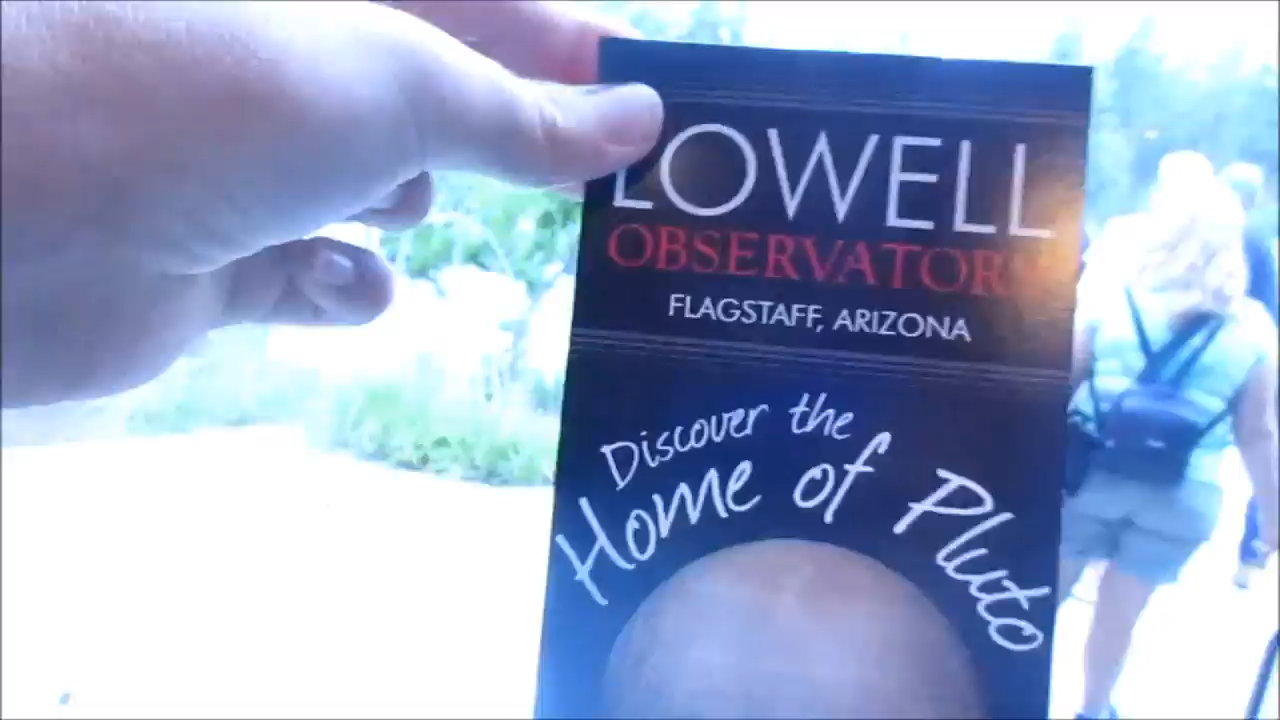 LOWELL
OBSERVATORY
FLAGSTAFF, ARIZONA
Discover the
Home of Pluto